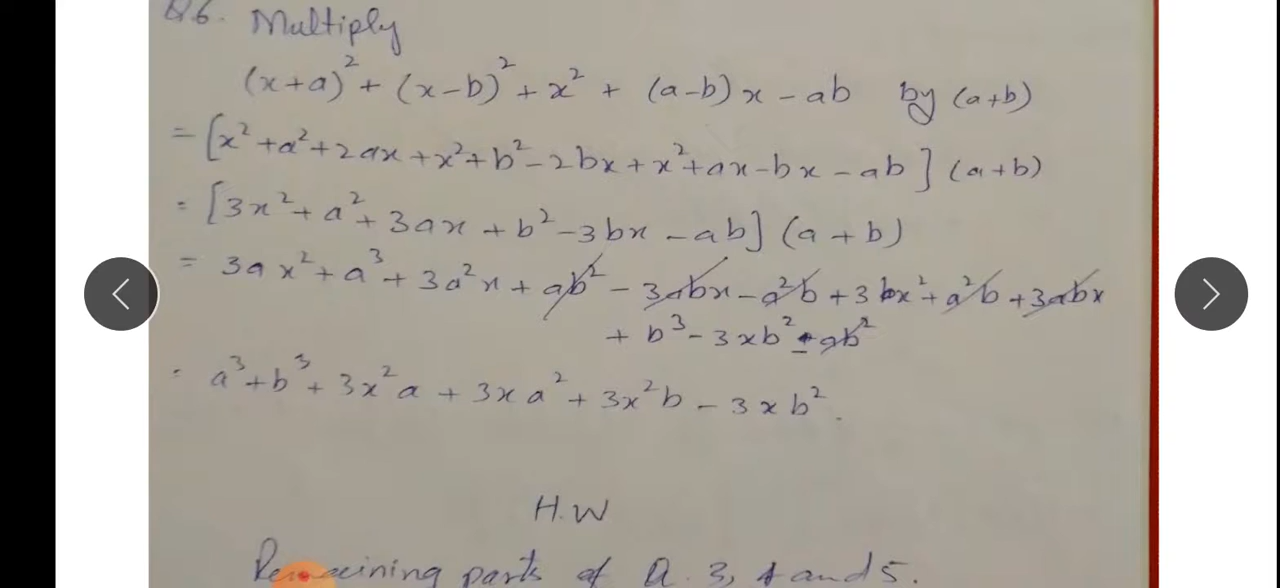 Q6. Multiply
(x+a)² + (x-b)² + x² + (a-b)x - ab by (a+b)
= [x² + a² + 2ax + x² + b² - 2bx + x² + ax - bx - ab] (a+b)
= [3x² + a² + 3ax + b² - 3bx - ab] (a+b)
= 3ax² + a³ + 3a²x + ab² - 3abx - a²b + 3bx² + a²b + 3abx
+ b³ - 3xb² - ab²
= a³ + b³ + 3x²a + 3xa² + 3x²b - 3xb².
H.W
Remaining parts of Q. 3, 4 and 5.